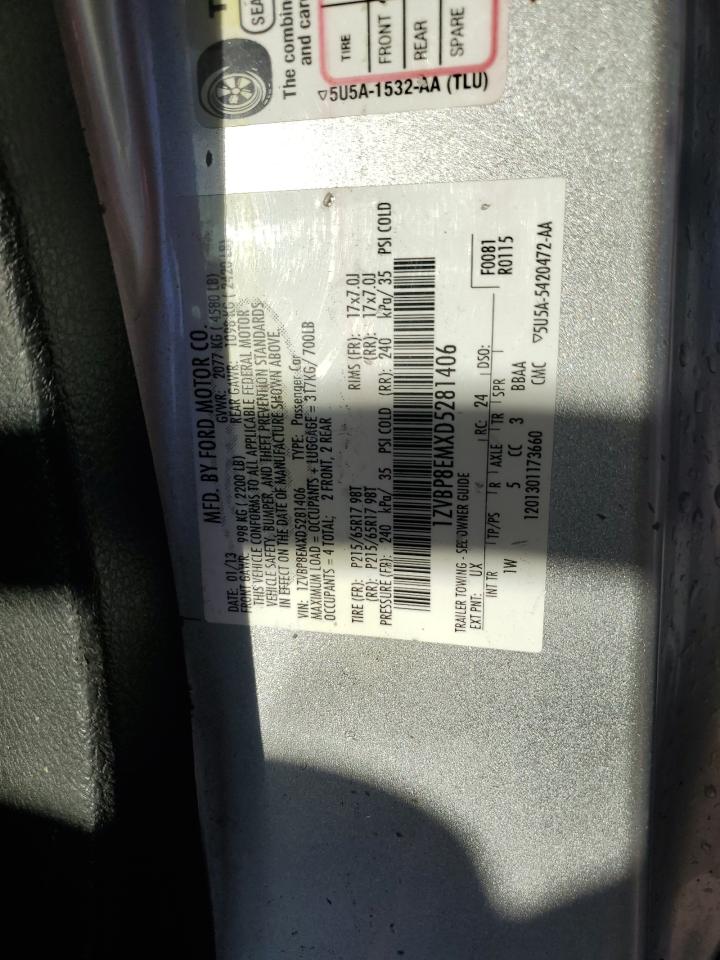 The combin
and car
TIRE
FRONT
REAR
SPARE
▽5U5A-1532-AA (TLU)
MFD. BY FORD MOTOR CO.
DATE: 01/13 GVWR: 2077 KG ( 4580 LB)
FRONT GAWR: 998 KG ( 2200 LB) REAR GAWR: 1098 KG ( 2420 LB)
THIS VEHICLE CONFORMS TO ALL APPLICABLE FEDERAL MOTOR
VEHICLE SAFETY, BUMPER, AND THEFT PREVENTION STANDARDS
IN EFFECT ON THE DATE OF MANUFACTURE SHOWN ABOVE.
VIN: 1ZVBP8EMXD5281406 TYPE: Passenger Car
MAXIMUM LOAD = OCCUPANTS + LUGGAGE = 317KG/ 700LB
OCCUPANTS = 4 TOTAL; 2 FRONT, 2 REAR
TIRE (FR): P215/65R17 98T RIMS (FR): 17x7.0J
(RR): P215/65R17 98T (RR): 17x7.0J
PRESSURE (FR): 240 kPa/ 35 PSI COLD (RR): 240 kPa/ 35 PSI COLD
1ZVBP8EMXD5281406
TRAILER TOWING - SEE OWNER GUIDE
EXT PNT: UX RC: 24 DSO: F0081
R0115
INT TR TP/PS R AXLE TR SPR
1W 5 CC 3 BBAA
1201301173660 CMC ▽5U5A-5420472-AA